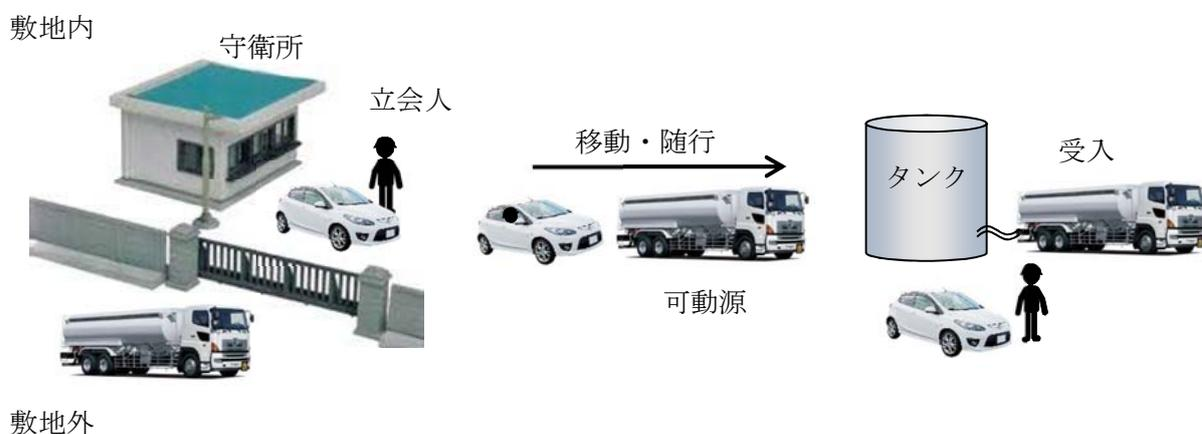 敷地内
守衛所
立会人
移動・随行
可動源
タンク
受入
敷地外